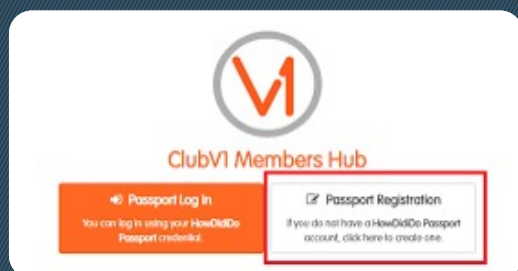 V1
ClubV1 Members Hub
Passport Log In
You can log in using your HowDidiDo
Passport credential.
Passport Registration
If you do not have a HowDidiDo Passport
account, click here to create one.